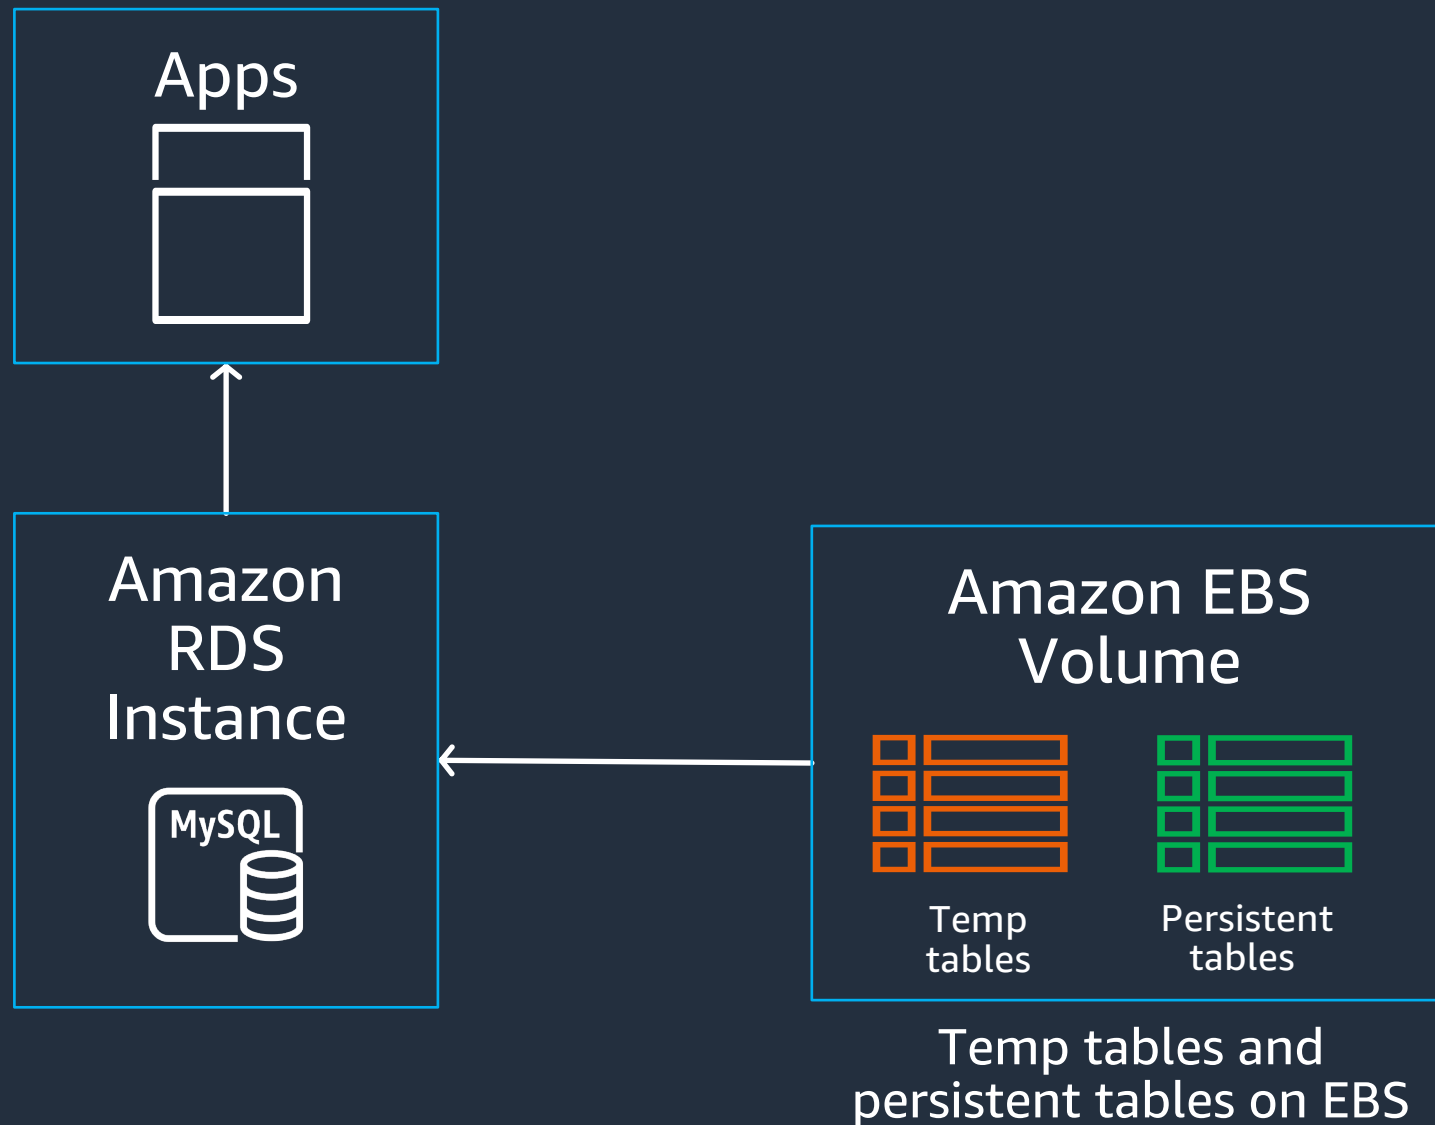 Apps
Amazon
RDS
Instance
MySQL
Amazon EBS
Volume
Temp
tables
Persistent
tables
Temp tables and
persistent tables on EBS